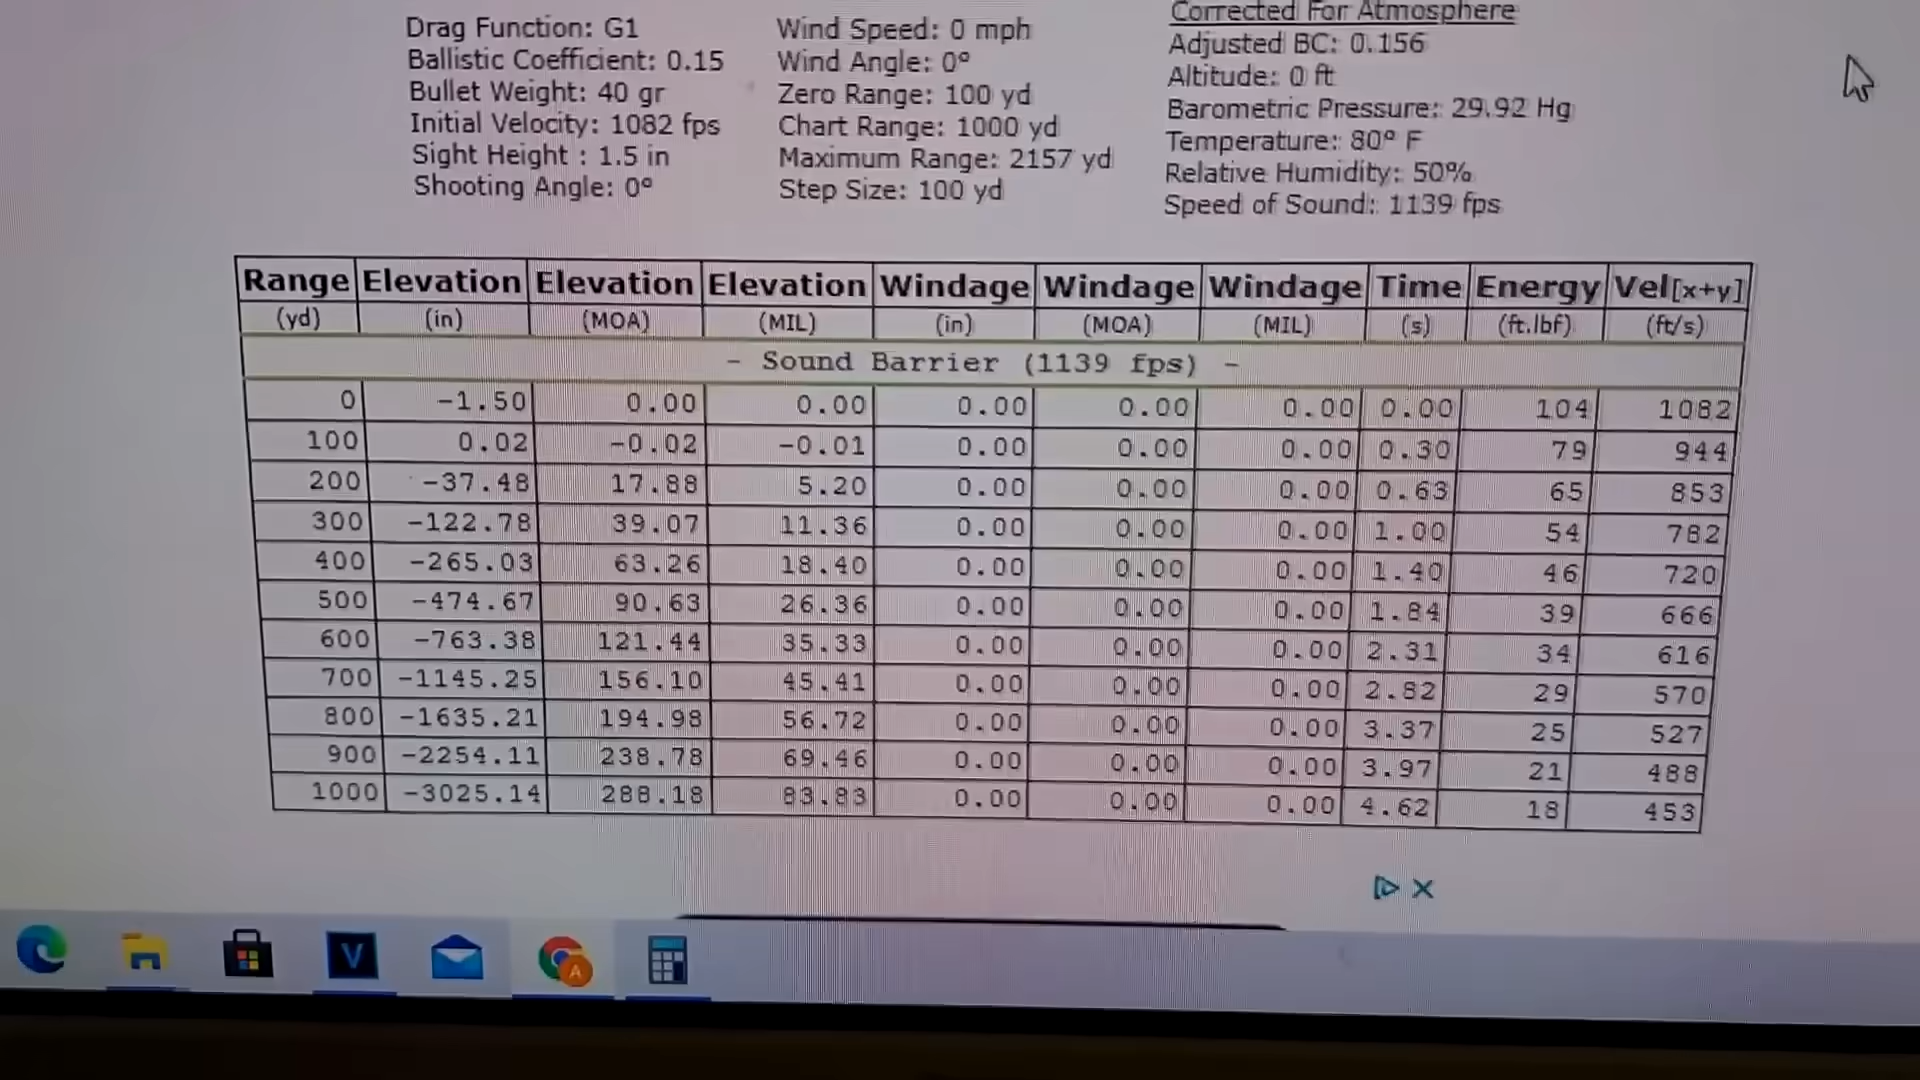 Drag Function: G1
Ballistic Coefficient: 0.15
Bullet Weight: 40 gr
Initial Velocity: 1082 fps
Sight Height : 1.5 in
Shooting Angle: 0°
Wind Speed: 0 mph
Wind Angle: 0°
Zero Range: 100 yd
Chart Range: 1000 yd
Maximum Range: 2157 yd
Step Size: 100 yd
Corrected For Atmosphere
Adjusted BC: 0.156
Altitude: 0 ft
Barometric Pressure: 29.92 Hg
Temperature: 80° F
Relative Humidity: 50%
Speed of Sound: 1139 fps
Range Elevation Elevation Elevation Windage Windage Windage Time Energy Vel[x+y]
(yd) (in) (MOA) (MIL) (in) (MOA) (MIL) (s) (ft.lbf) (ft/s)
- Sound Barrier (1139 fps) -
0 -1.50 0.00 0.00 0.00 0.00 0.00 0.00 104 1082
100 0.02 -0.02 -0.01 0.00 0.00 0.00 0.30 79 944
200 -37.48 17.88 5.20 0.00 0.00 0.00 0.63 65 853
300 -122.78 39.07 11.36 0.00 0.00 0.00 1.00 54 782
400 -265.03 63.26 18.40 0.00 0.00 0.00 1.40 46 720
500 -474.67 90.63 26.36 0.00 0.00 0.00 1.84 39 666
600 -763.38 121.44 35.33 0.00 0.00 0.00 2.31 34 616
700 -1145.25 156.10 45.41 0.00 0.00 0.00 2.82 29 570
800 -1635.21 194.98 56.72 0.00 0.00 0.00 3.37 25 527
900 -2254.11 238.78 69.46 0.00 0.00 0.00 3.97 21 488
1000 -3025.14 288.18 83.83 0.00 0.00 0.00 4.62 18 453
V
A